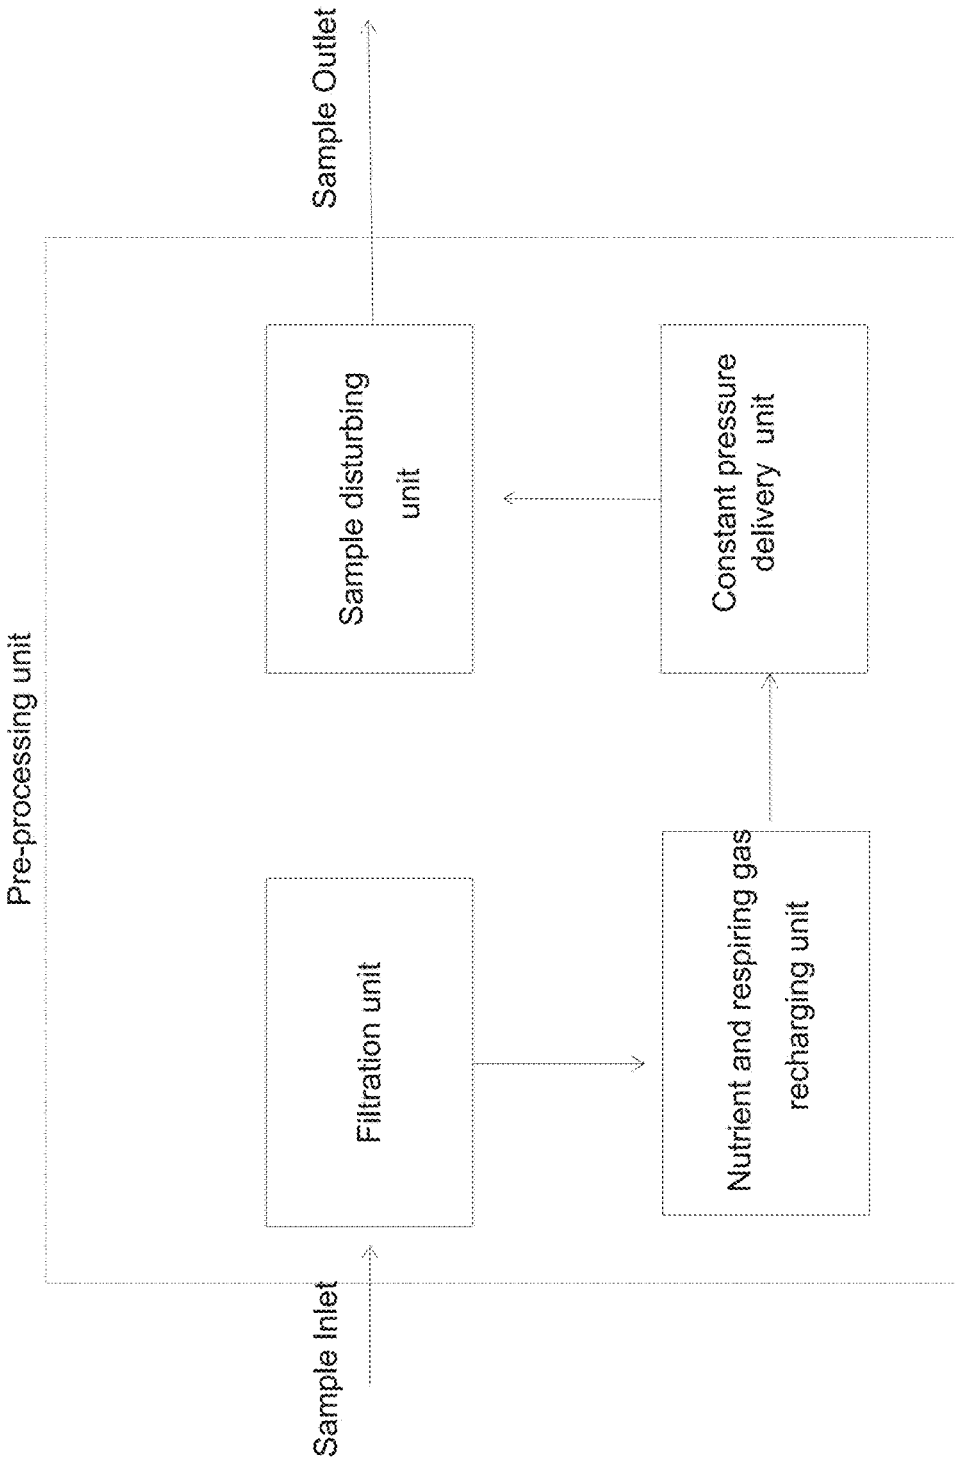 Pre-processing unit
Sample Inlet
Filtration unit
Sample disturbing
unit
Sample Outlet
Nutrient and respiring gas
recharging unit
Constant pressure
delivery unit